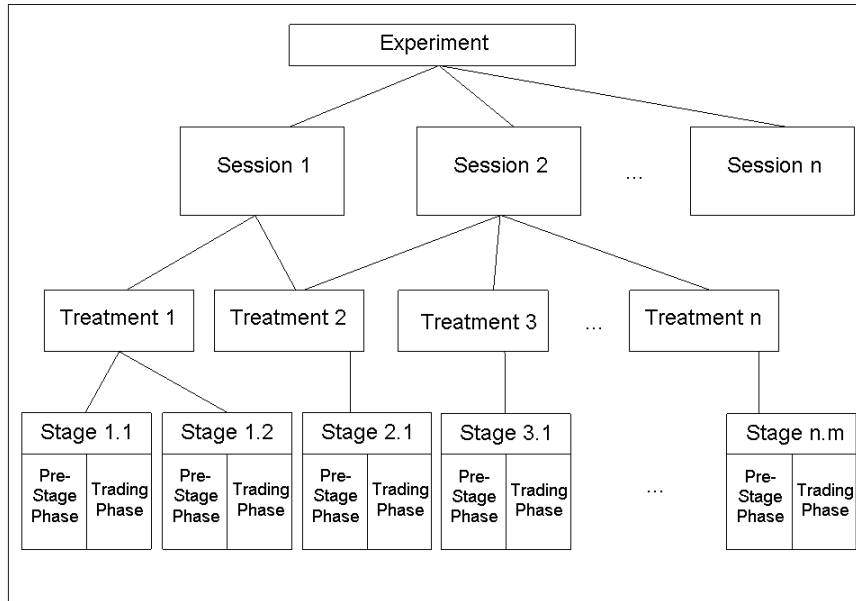 Experiment
Session 1
Session 2
...
Session n
Treatment 1
Treatment 2
Treatment 3
...
Treatment n
Stage 1.1
Pre-
Stage
Phase
Trading
Phase
Stage 1.2
Pre-
Stage
Phase
Trading
Phase
Stage 2.1
Pre-
Stage
Phase
Trading
Phase
Stage 3.1
Pre-
Stage
Phase
Trading
Phase
...
Stage n.m
Pre-
Stage
Phase
Trading
Phase